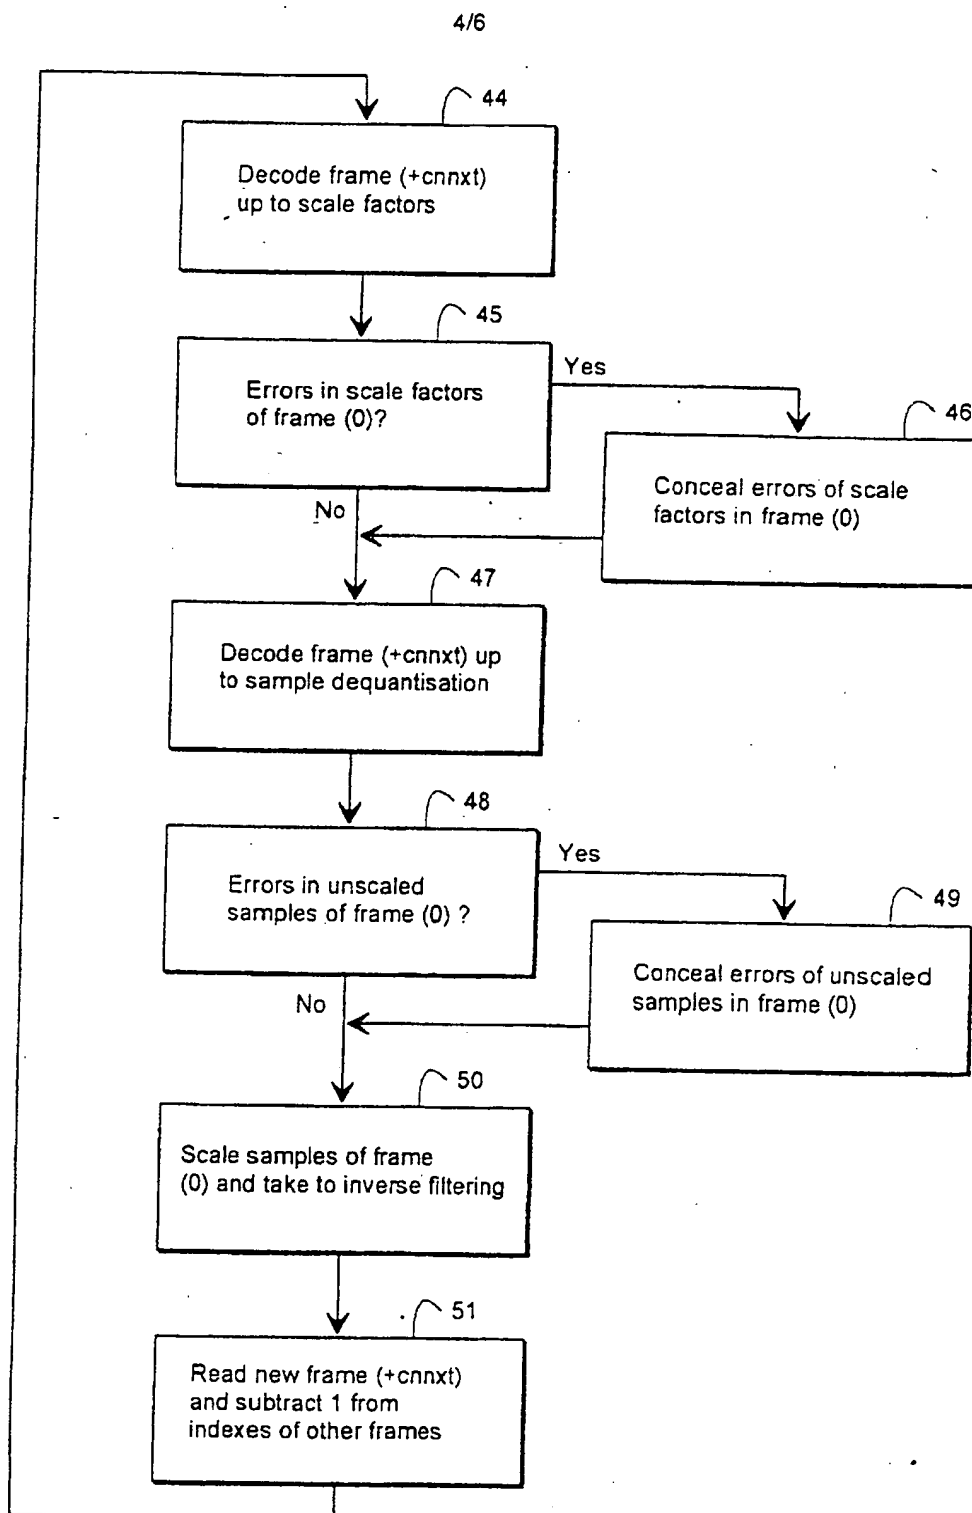 4/6
44
Decode frame (+cnnxt)
up to scale factors
45
Errors in scale factors
of frame (0)?
Yes
46
Conceal errors of scale
factors in frame (0)
No
47
Decode frame (+cnnxt) up
to sample dequantisation
48
Errors in unscaled
samples of frame (0) ?
Yes
49
Conceal errors of unscaled
samples in frame (0)
No
50
Scale samples of frame
(0) and take to inverse filtering
51
Read new frame (+cnnxt)
and subtract 1 from
indexes of other frames